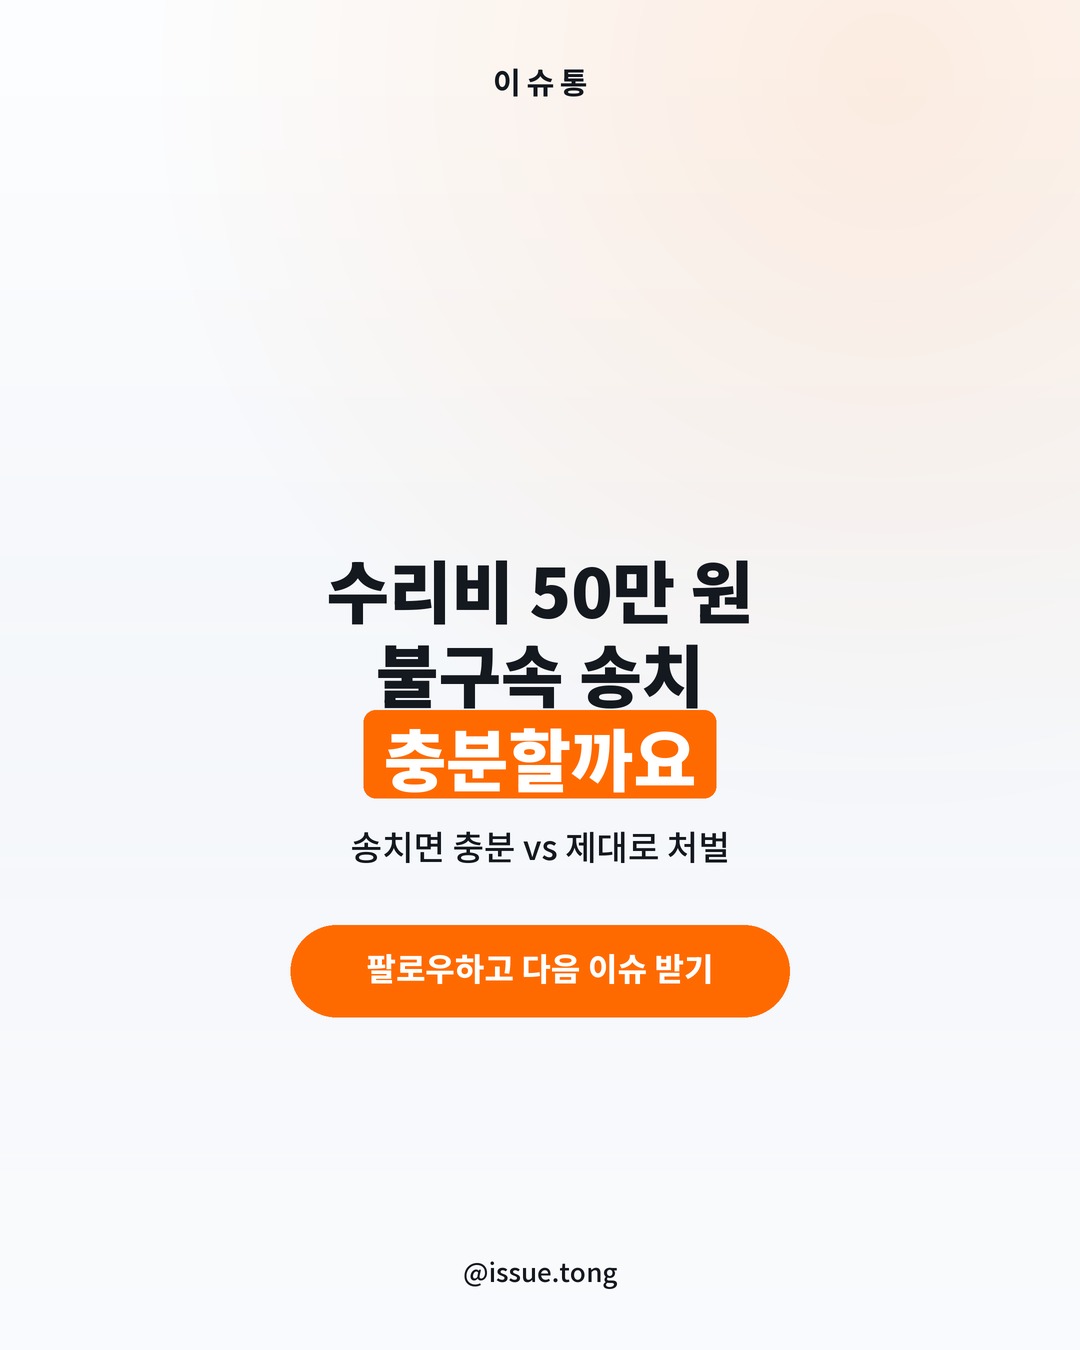 이슈통
수리비 50만 원
불구속 송치
충분할까요
송치면 충분 vs 제대로 처벌
팔로우하고 다음 이슈 받기
@issue.tong